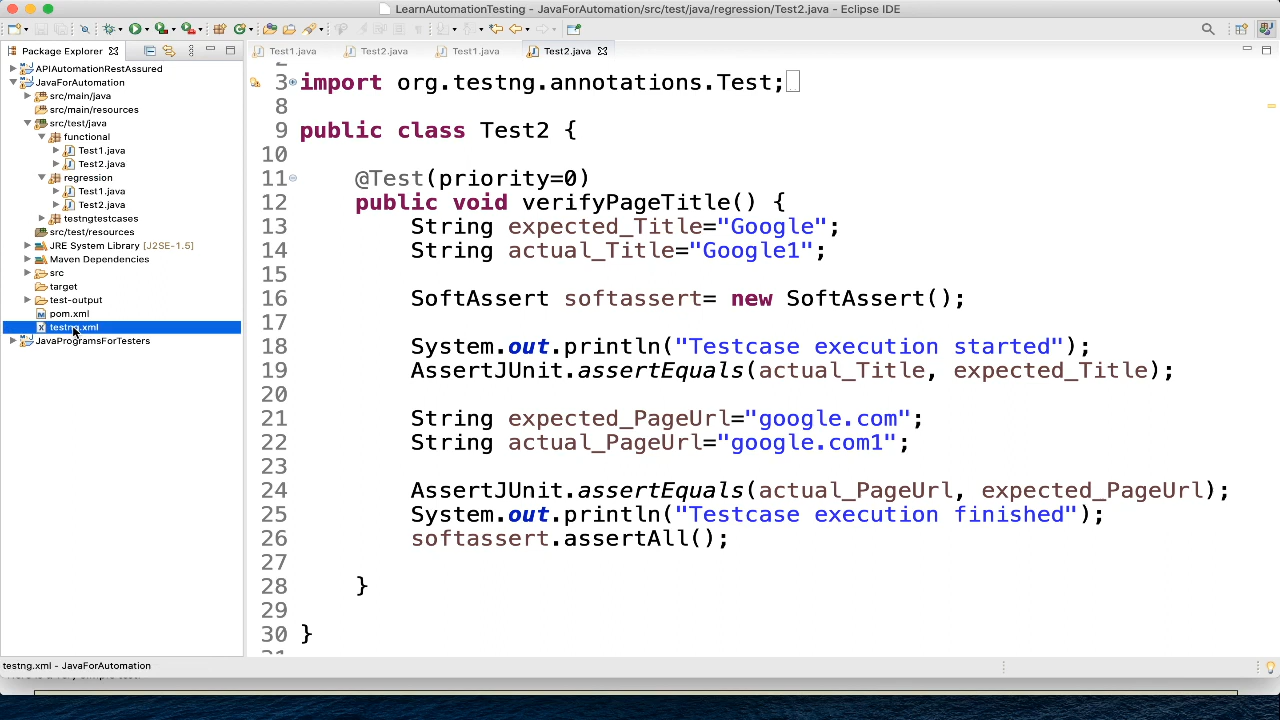 LearnAutomationTesting - JavaForAutomation/src/test/java/regression/Test2.java - Eclipse IDE
Package Explorer
Test1.java
Test2.java
Test1.java
Test2.java
APIAutomationRestAssured
JavaForAutomation
src/main/java
src/main/resources
src/test/java
functional
Test1.java
Test2.java
regression
Test1.java
Test2.java
testngtestcases
src/test/resources
JRE System Library [J2SE-1.5]
Maven Dependencies
src
target
test-output
pom.xml
testng.xml
JavaProgramsForTesters
3 import org.testng.annotations.Test;
8
9 public class Test2 {
10
11 @Test(priority=0)
12 public void verifyPageTitle() {
13 String expected_Title="Google";
14 String actual_Title="Google1";
15
16 SoftAssert softassert= new SoftAssert();
17
18 System.out.println("Testcase execution started");
19 AssertJUnit.assertEquals(actual_Title, expected_Title);
20
21 String expected_PageUrl="google.com";
22 String actual_PageUrl="google.com1";
23
24 AssertJUnit.assertEquals(actual_PageUrl, expected_PageUrl);
25 System.out.println("Testcase execution finished");
26 softassert.assertAll();
27
28 }
29
30 }
testng.xml - JavaForAutomation